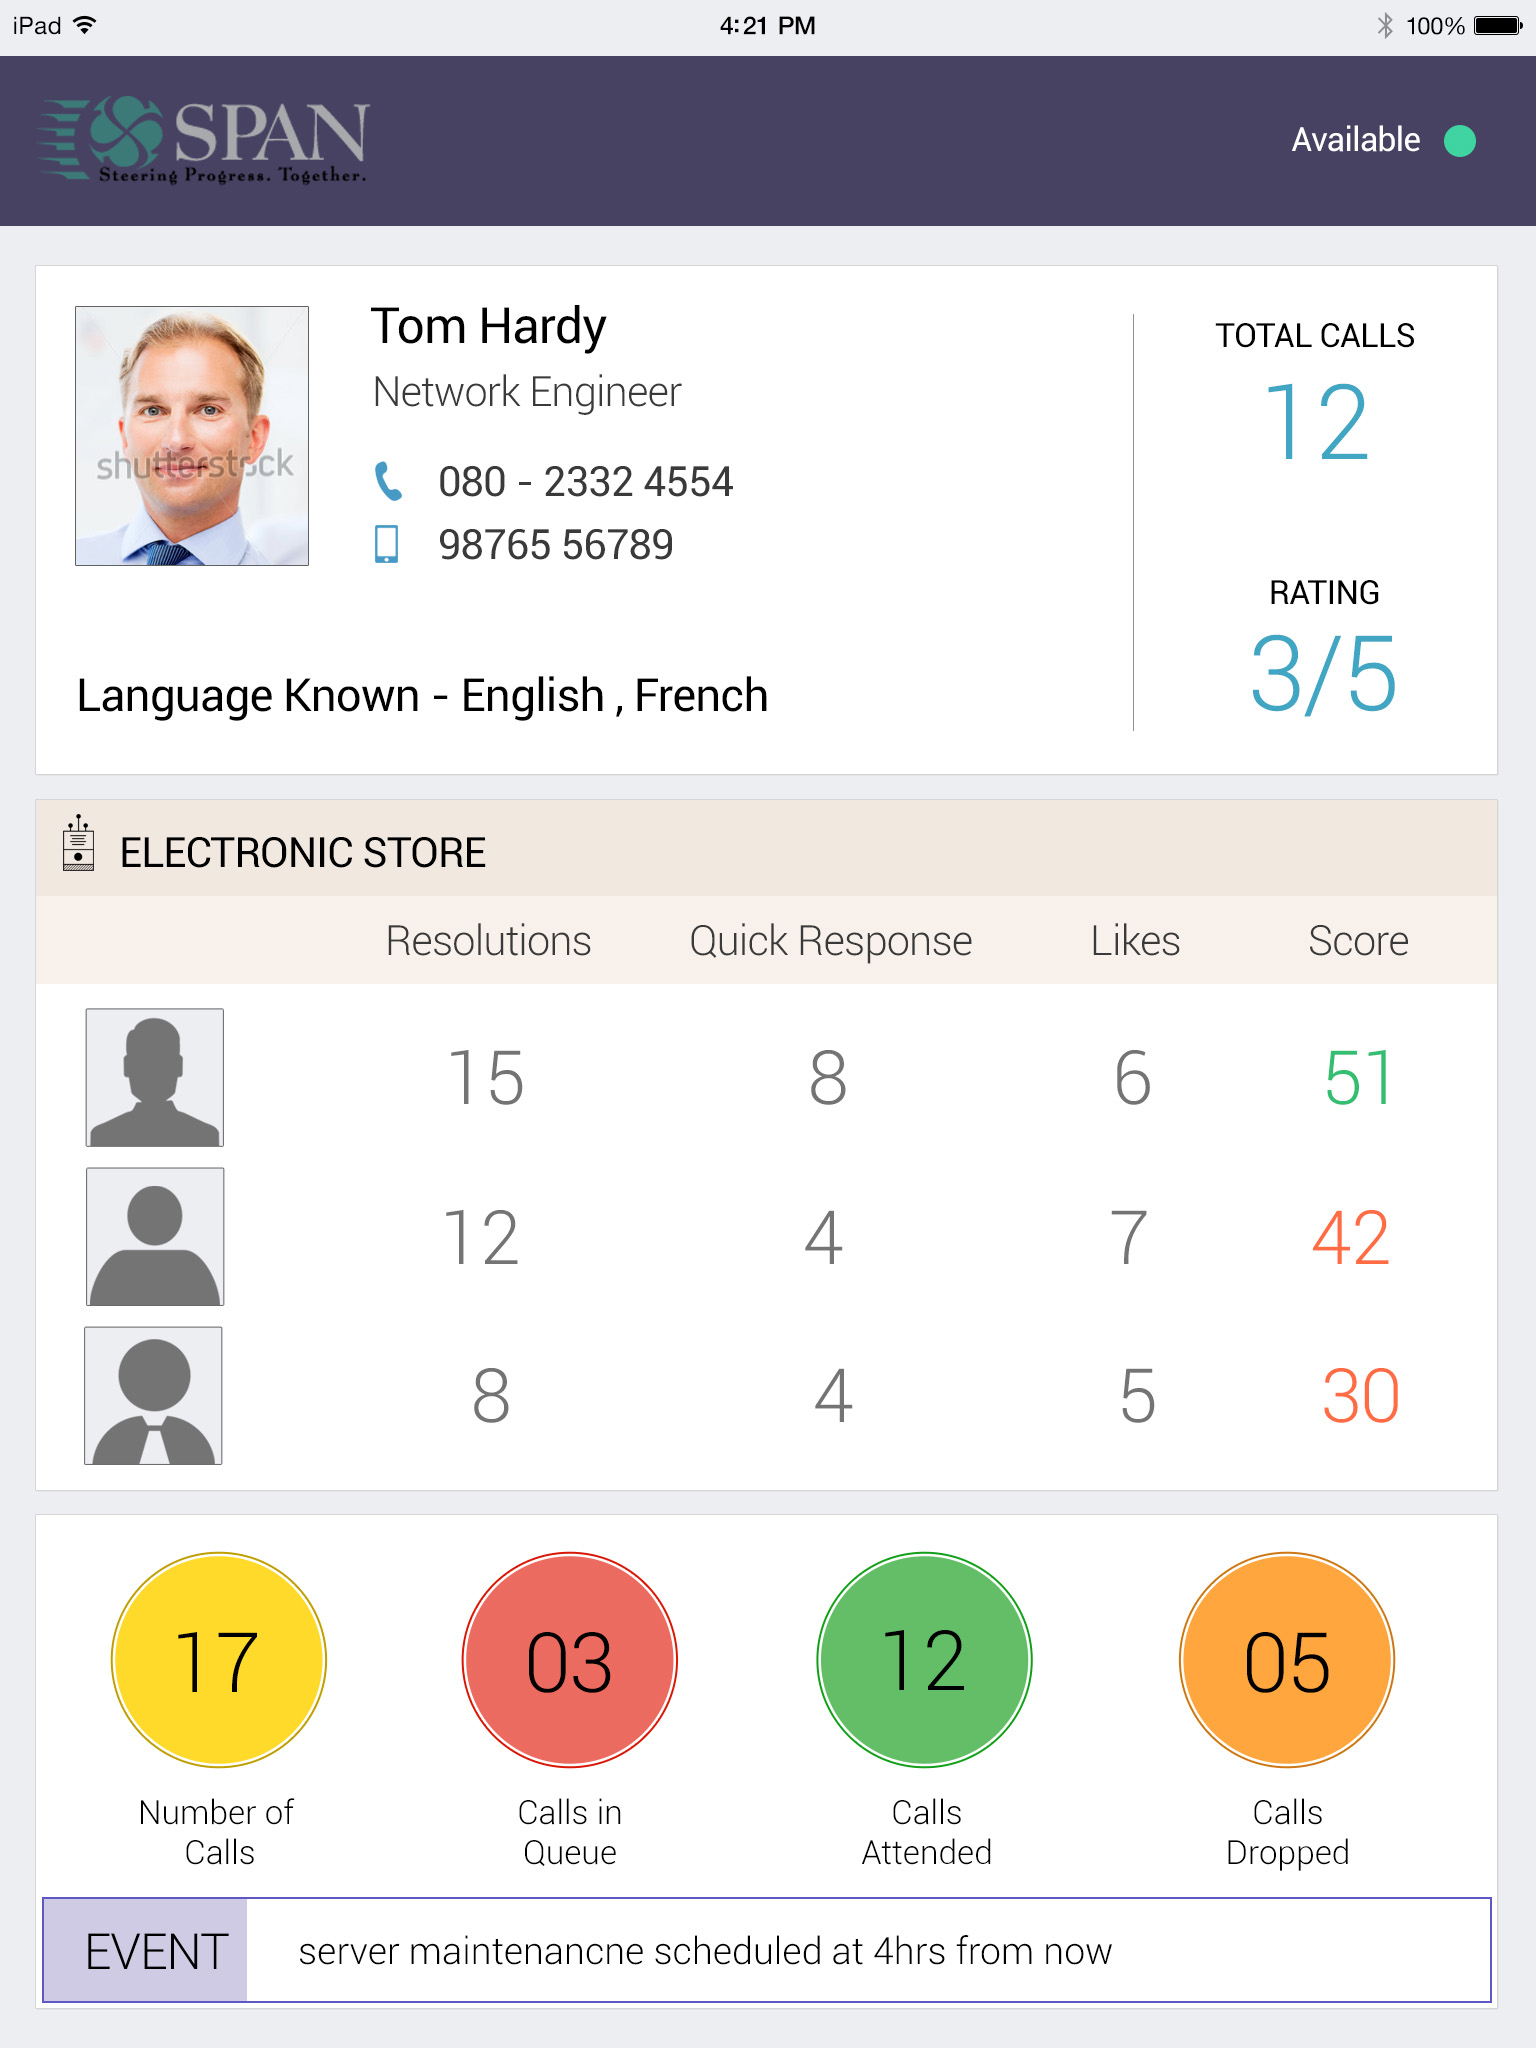 iPad 4:21 PM 100%
SPAN
Steering Progress. Together.
Available
Tom Hardy
Network Engineer
080 - 2332 4554
98765 56789
Language Known - English , French
shutterstock
TOTAL CALLS
12
RATING
3/5
ELECTRONIC STORE
Resolutions Quick Response Likes Score
15 8 6 51
12 4 7 42
8 4 5 30
17 03 12 05
Number of
Calls
Calls in
Queue
Calls
Attended
Calls
Dropped
EVENT server maintenancne scheduled at 4hrs from now